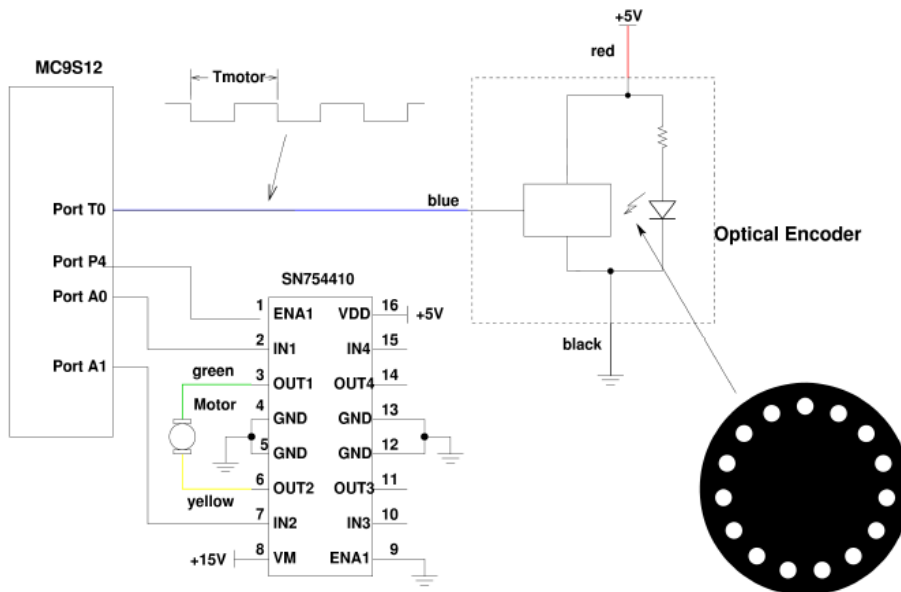 +5V
red
MC9S12
Tmotor
Port T0
blue
Optical Encoder
Port P4
SN754410
Port A0
1 ENA1 VDD 16 +5V
2 IN1 IN4 15
black
Port A1
green 3 OUT1 OUT4 14
Motor 4 GND GND 13
5 GND GND 12
yellow 6 OUT2 OUT3 11
7 IN2 IN3 10
+15V 8 VM ENA1 9